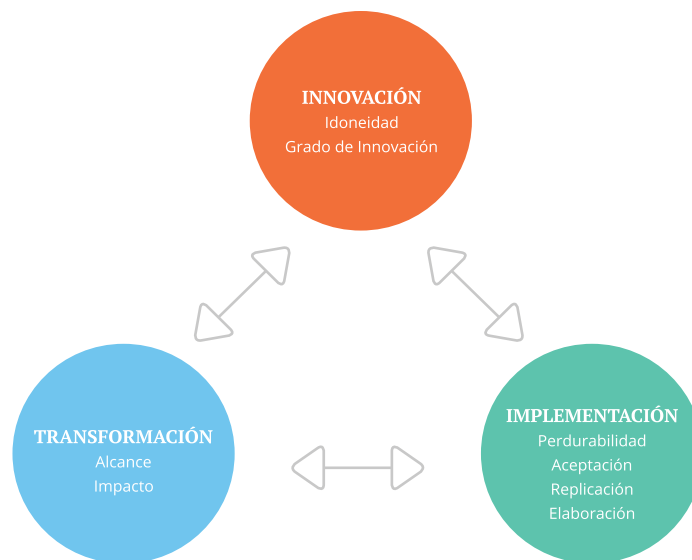 INNOVACIÓN
Idoneidad
Grado de Innovación
TRANSFORMACIÓN
Alcance
Impacto
IMPLEMENTACIÓN
Perdurabilidad
Aceptación
Replicación
Elaboración